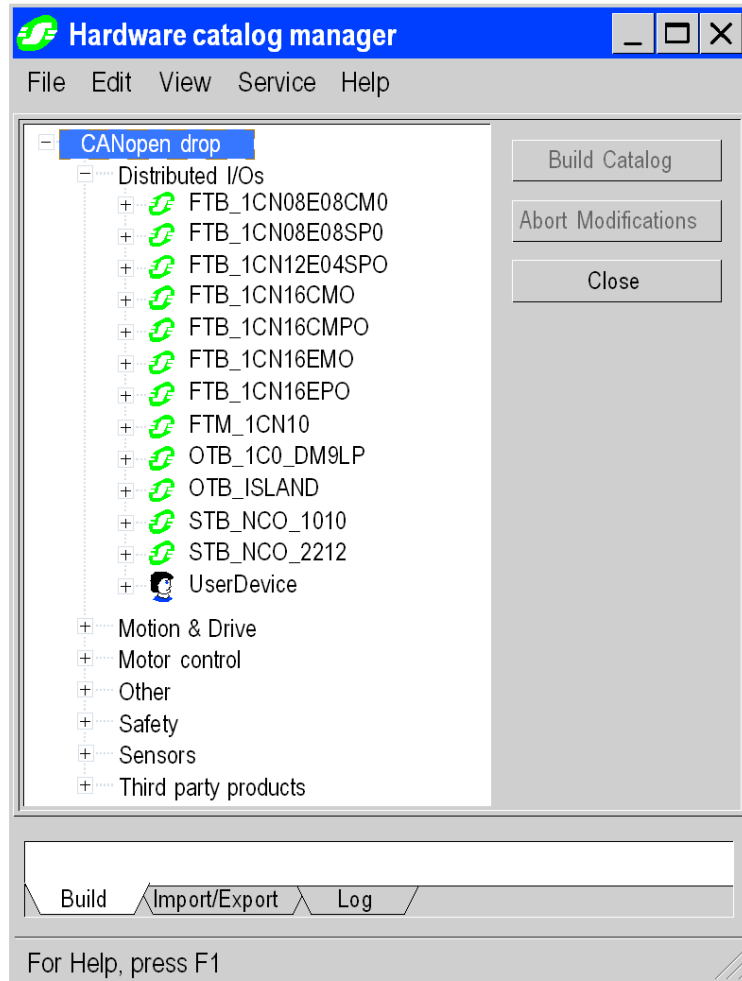 Hardware catalog manager
File Edit View Service Help
CANopen drop
Distributed I/Os
FTB_1CN08E08CM0
FTB_1CN08E08SP0
FTB_1CN12E04SPO
FTB_1CN16CMO
FTB_1CN16CMPO
FTB_1CN16EMO
FTB_1CN16EPO
FTM_1CN10
OTB_1C0_DM9LP
OTB_ISLAND
STB_NCO_1010
STB_NCO_2212
UserDevice
Motion & Drive
Motor control
Other
Safety
Sensors
Third party products
Build Catalog
Abort Modifications
Close
Build Import/Export Log
For Help, press F1